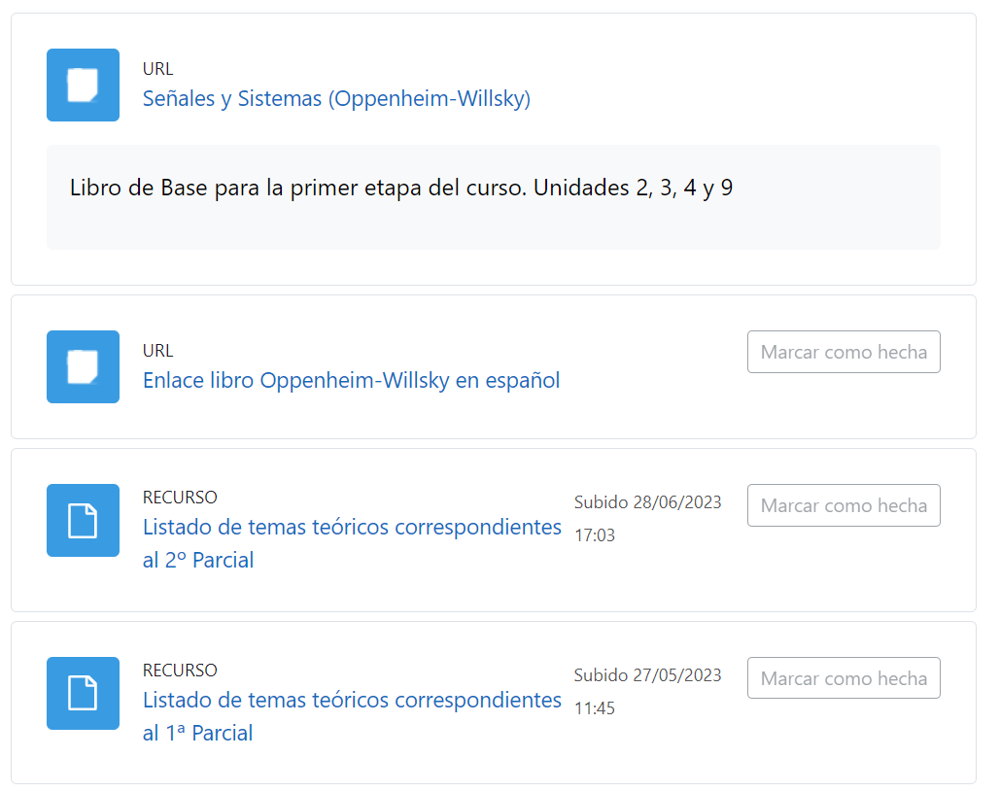 URL
Señales y Sistemas (Oppenheim-Willsky)
Libro de Base para la primer etapa del curso. Unidades 2, 3, 4 y 9
URL
Enlace libro Oppenheim-Willsky en español
Marcar como hecha
RECURSO
Listado de temas teóricos correspondientes
al 2º Parcial
Subido 28/06/2023
17:03
Marcar como hecha
RECURSO
Listado de temas teóricos correspondientes
al 1ª Parcial
Subido 27/05/2023
11:45
Marcar como hecha